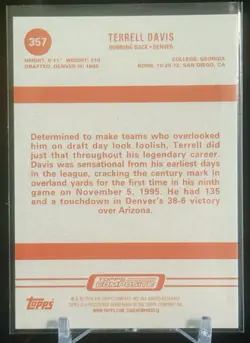 357
TERRELL DAVIS
RUNNING BACK • DENVER
HEIGHT: 6'11" WEIGHT: 210
COLLEGE: GEORGIA
DRAFTED: DENVER
BORN: 10-28-72, SAN DIEGO, CA
Determined to make teams who overlooked
him on draft day look foolish, Terrell did
just that throughout his legendary career.
Davis was sensational from his earliest days
in the league, cracking the century mark in
overland yards for the first time in his ninth
game on November 5, 1995. He had 135
and a touchdown in Denver's 38-6 victory
over Arizona.
COMPOSITE
Topps